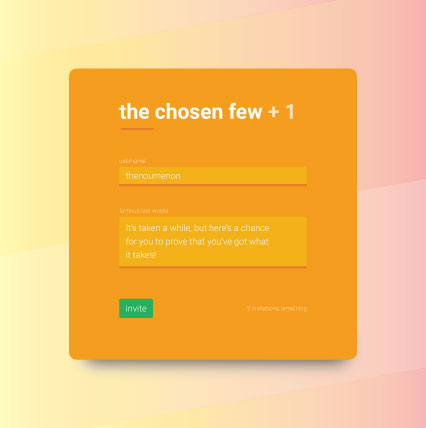 the chosen few + 1
username
thenoumenon
famous last words
It's taken a while, but here's a chance
for you to prove that you've got what
it takes!
invite
invitations remaining